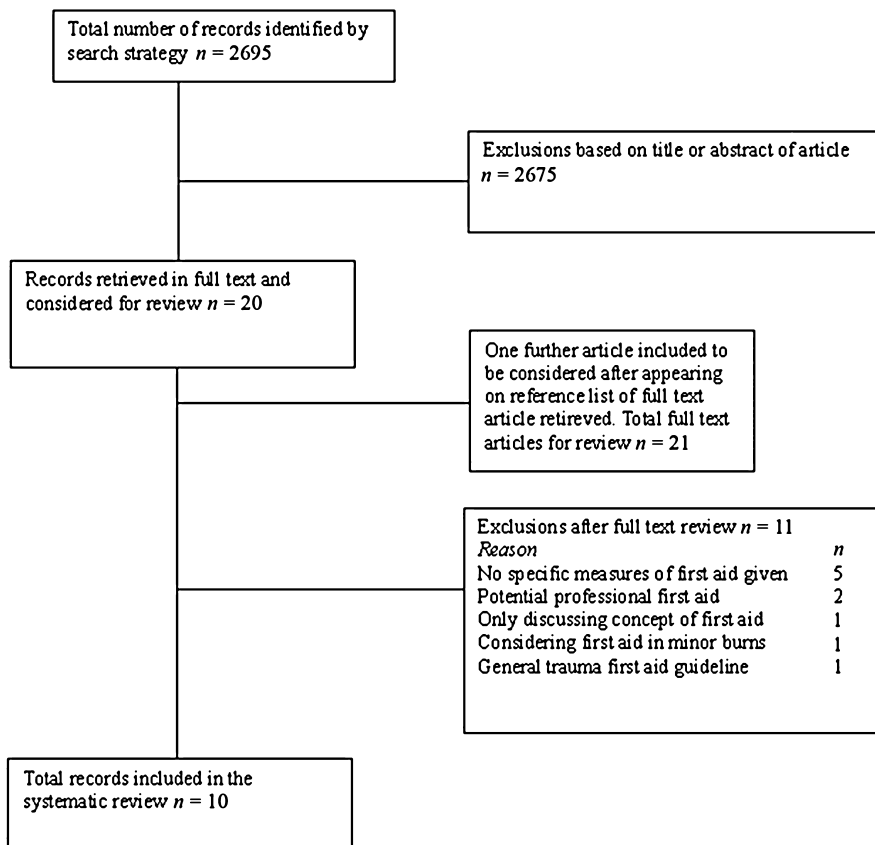 Total number of records identified by
search strategy n = 2695
Exclusions based on title or abstract of article
n = 2675
Records retrieved in full text and
considered for review n = 20
One further article included to
be considered after appearing
on reference list of full text
article retireved. Total full text
articles for review n = 21
Exclusions after full text review n = 11
Reason n
No specific measures of first aid given 5
Potential professional first aid 2
Only discussing concept of first aid 1
Considering first aid in minor burns 1
General trauma first aid guideline 1
Total records included in the
systematic review n = 10